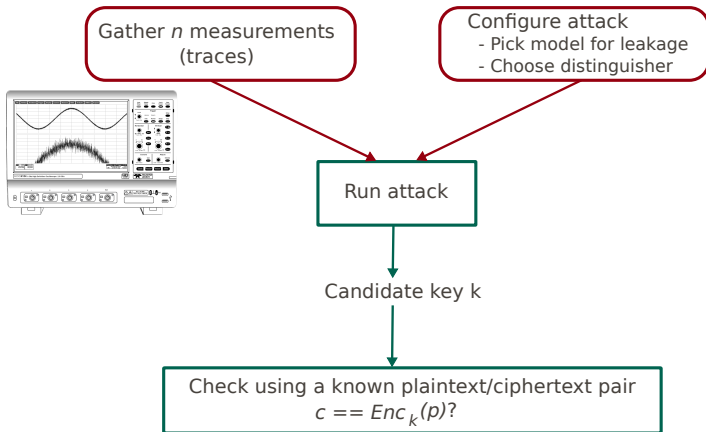 Gather n measurements
(traces)
Configure attack
- Pick model for leakage
- Choose distinguisher
Run attack
Candidate key k
Check using a known plaintext/ciphertext pair
c == Enc_k(p)?